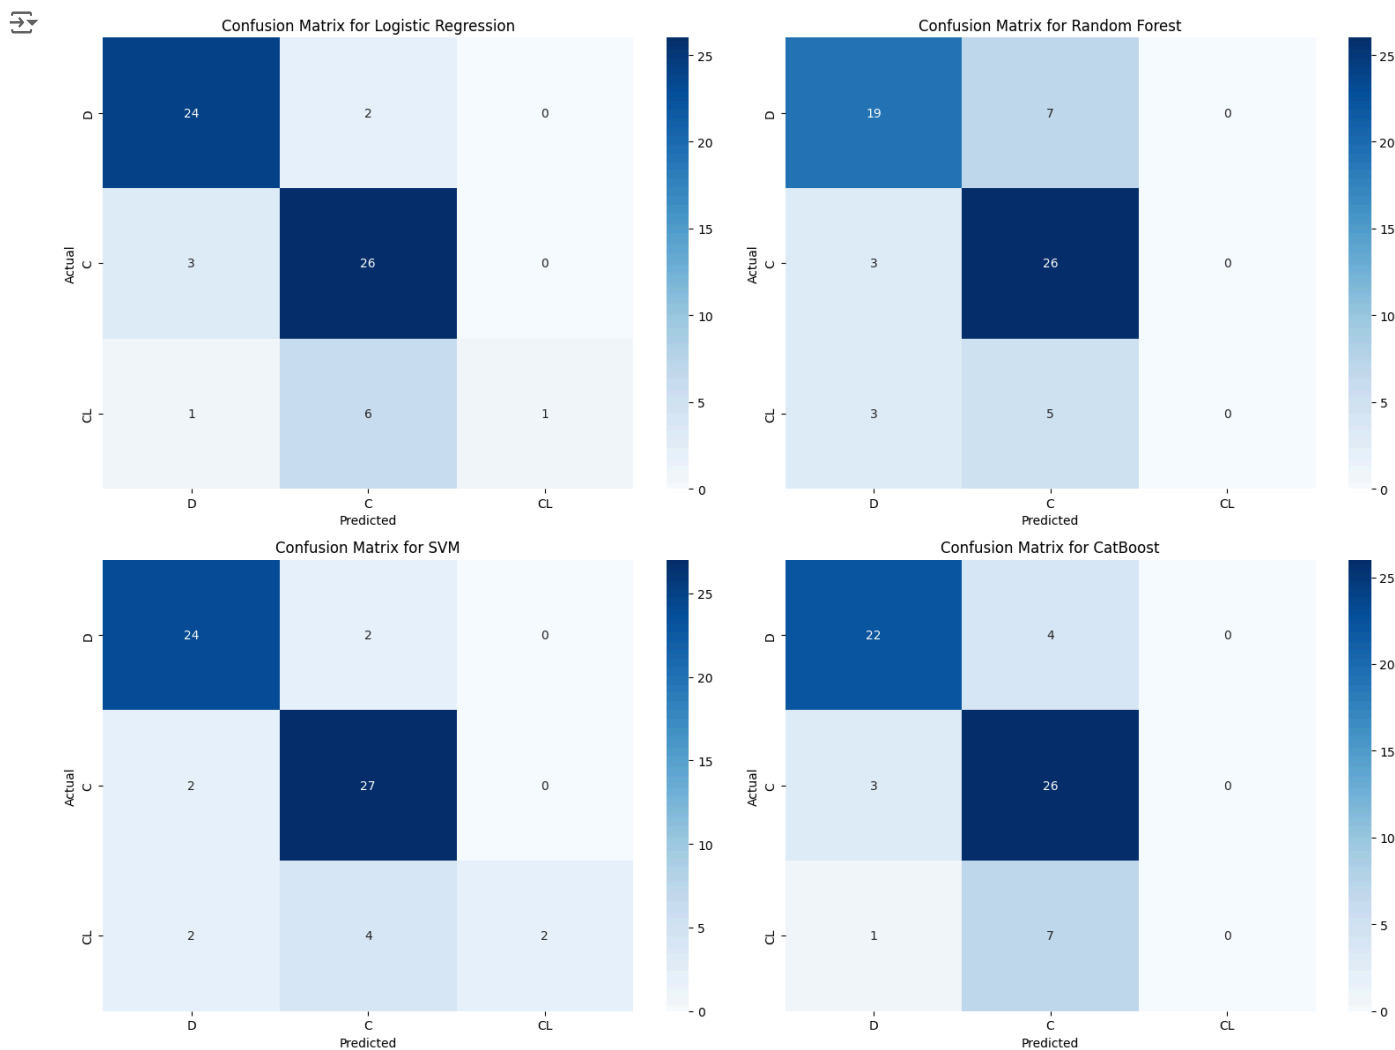 Confusion Matrix for Logistic Regression
D 24 2 0
C 3 26 0
CL 1 6 1
Actual
D C CL
Predicted
25
20
15
10
5
0
Confusion Matrix for Random Forest
D 19 7 0
C 3 26 0
CL 3 5 0
Actual
D C CL
Predicted
25
20
15
10
5
0
Confusion Matrix for SVM
D 24 2 0
C 2 27 0
CL 2 4 2
Actual
D C CL
Predicted
25
20
15
10
5
0
Confusion Matrix for CatBoost
D 22 4 0
C 3 26 0
CL 1 7 0
Actual
D C CL
Predicted
25
20
15
10
5
0